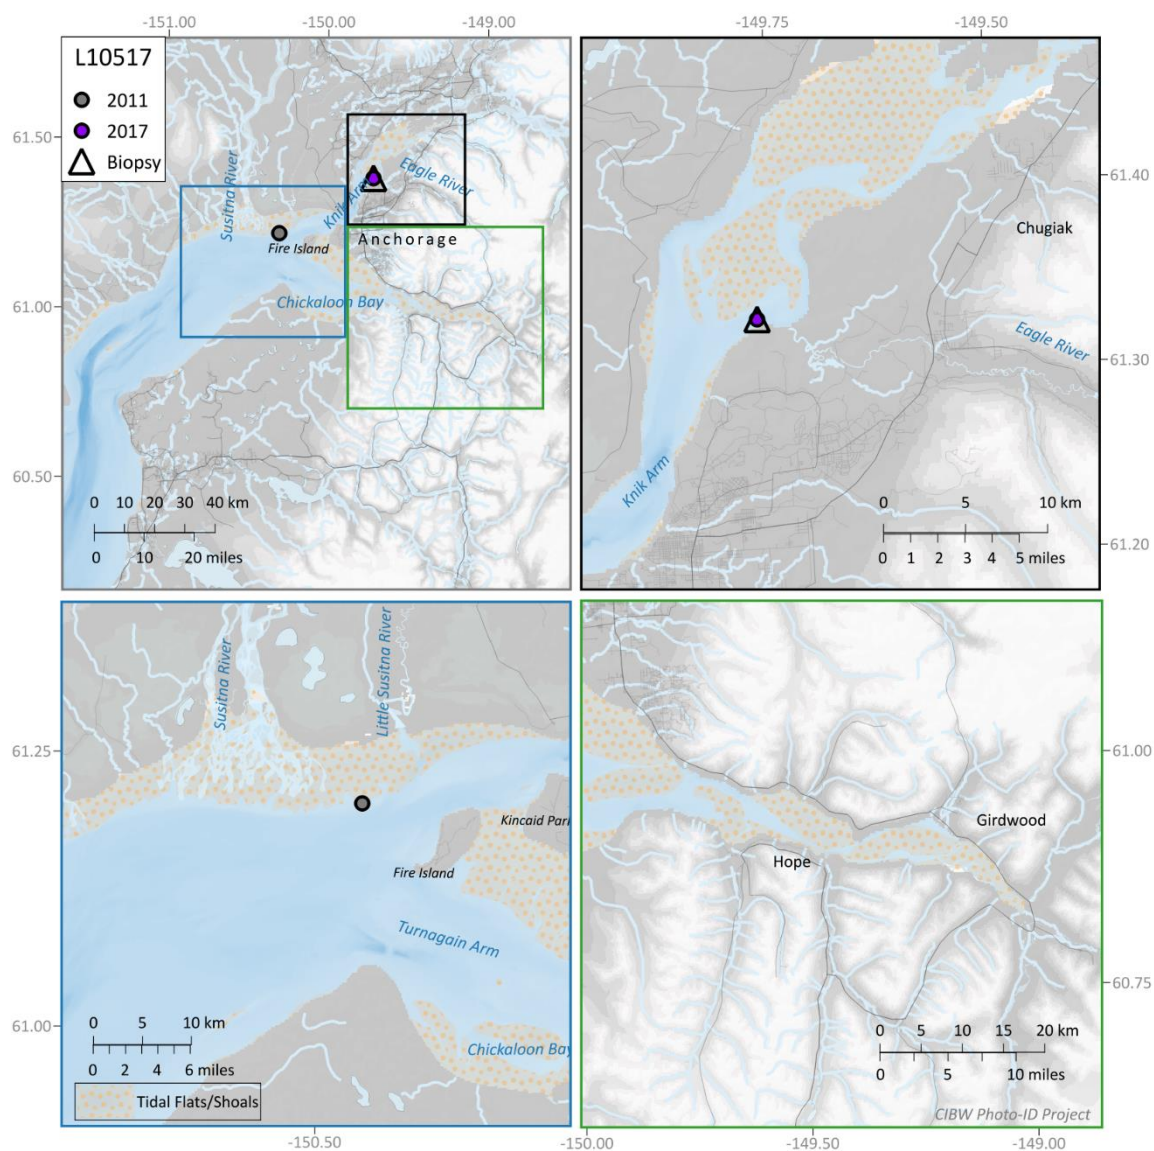 -151.00 -150.00 -149.00
-149.75 -149.50
L10517
2011
2017
Biopsy
61.50
61.00
60.50
Susitna River
Knik Arm
Eagle River
Fire Island
Anchorage
Chickaloon Bay
0 10 20 30 40 km
0 10 20 miles
61.40
61.30
61.20
Chugiak
Eagle River
Knik Arm
0 5 10 km
0 1 2 3 4 5 miles
61.25
61.00
Susitna River
Little Susitna River
Kincaid Park
Fire Island
Turnagain Arm
Chickaloon Bay
0 5 10 km
0 2 4 6 miles
Tidal Flats/Shoals
-150.50
61.00
60.75
Girdwood
Hope
0 5 10 15 20 km
0 5 10 miles
CIBW Photo-ID Project
-150.00 -149.50 -149.00